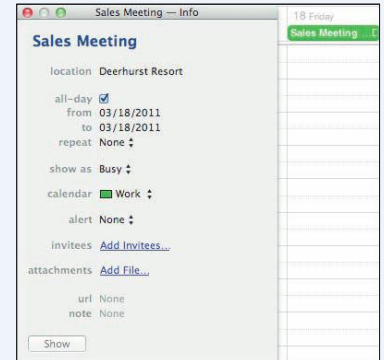 Sales Meeting — Info
Sales Meeting
location Deerhurst Resort
all-day
from 03/18/2011
to 03/18/2011
repeat None
show as Busy
calendar Work
alert None
invitees Add Invitees...
attachments Add File...
url None
note None
Show
18 Friday
Sales Meeting ...